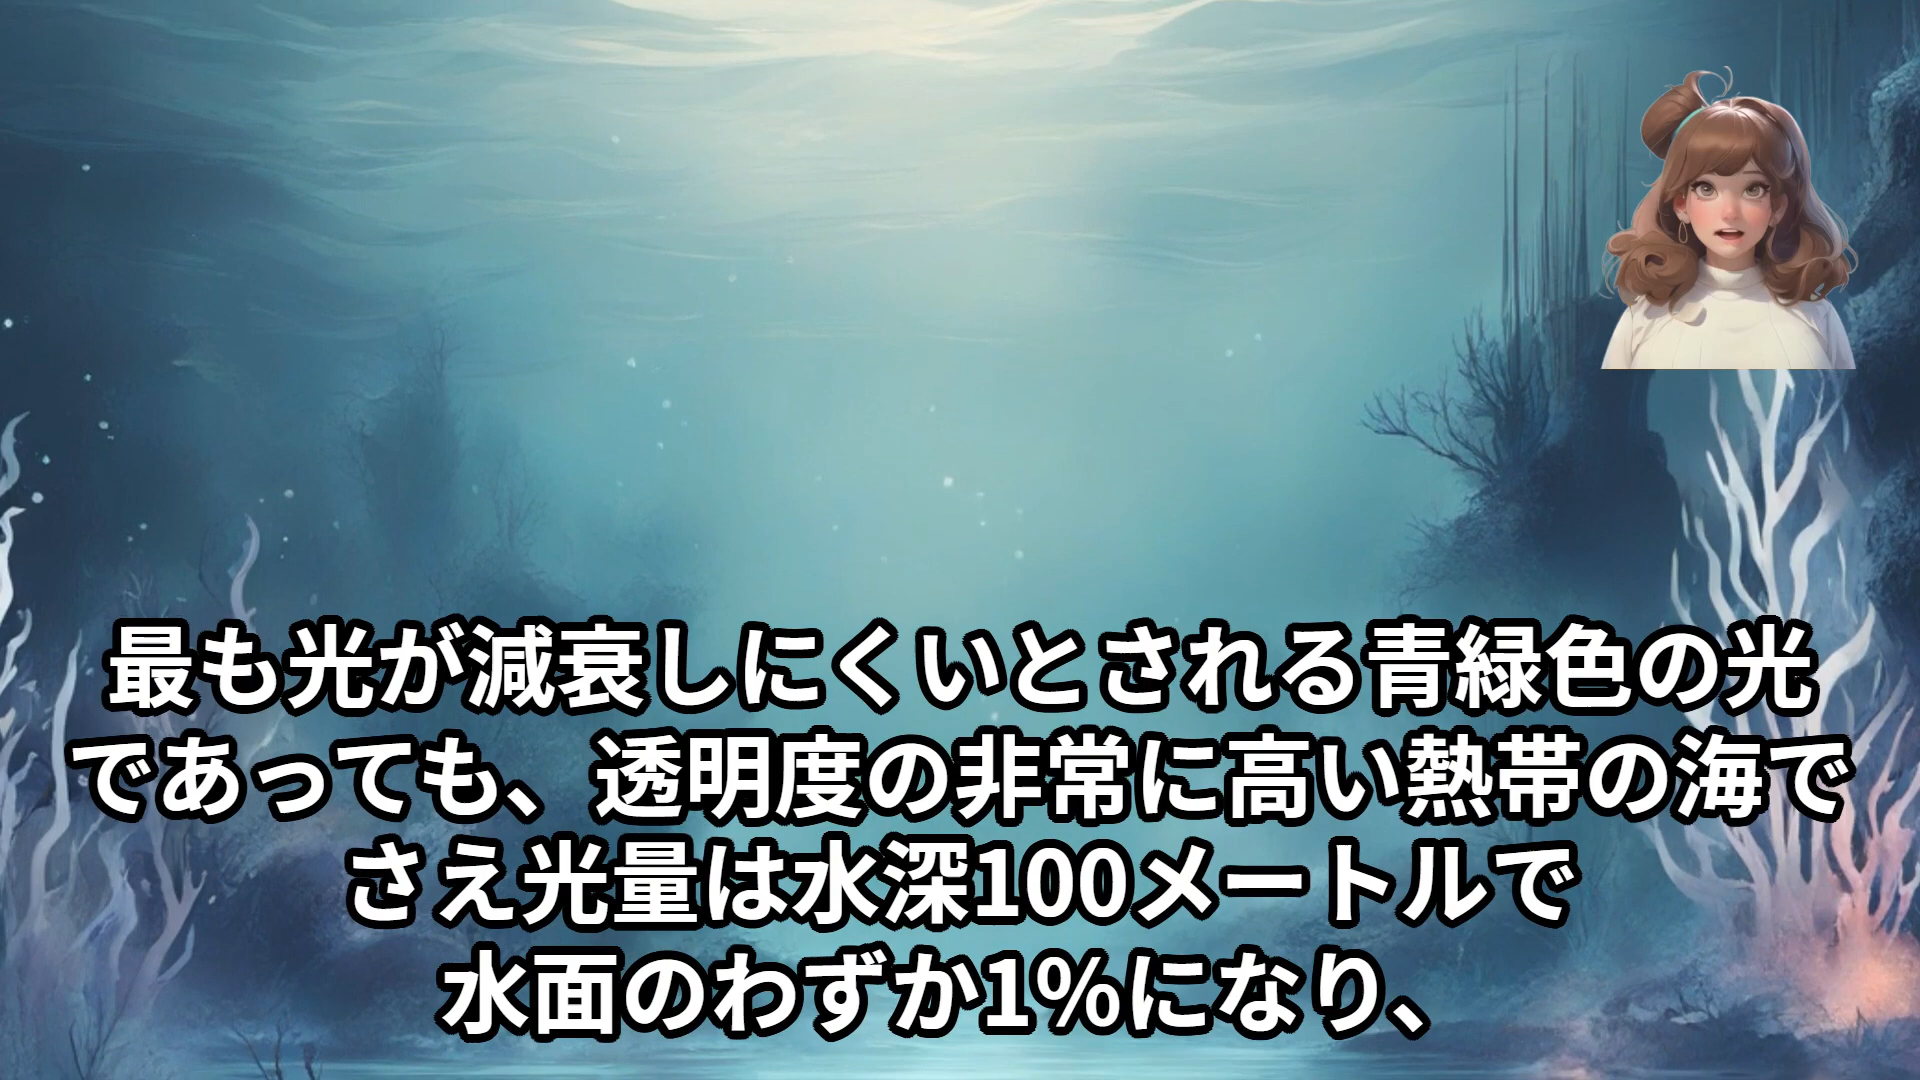 最も光が減衰しにくいとされる青緑色の光
であっても、透明度の非常に高い熱帯の海で
さえ光量は水深100メートルで
水面のわずか1%になり、